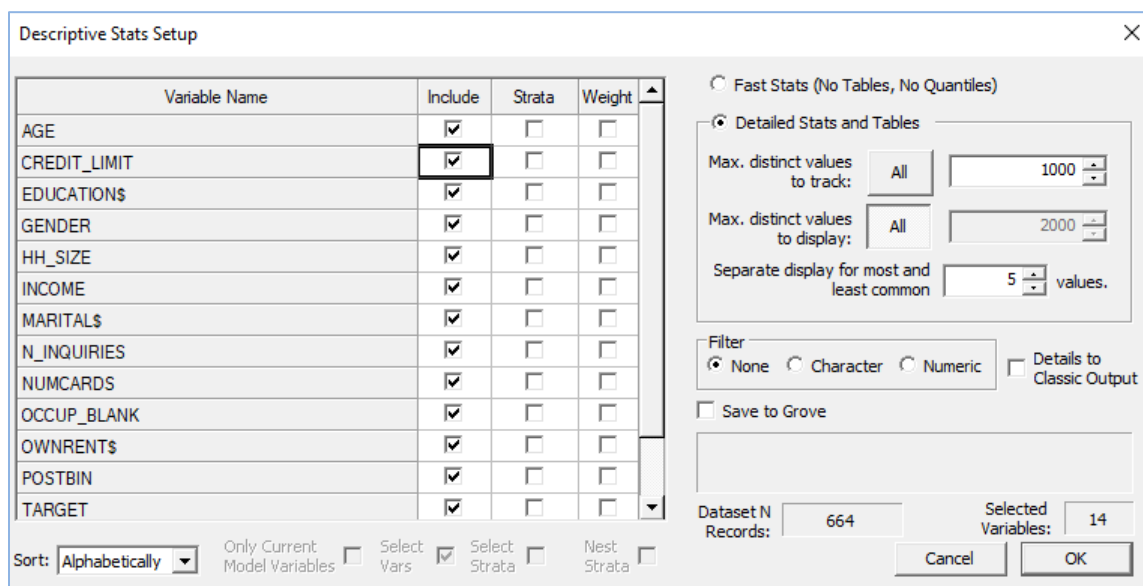 Descriptive Stats Setup
Variable Name Include Strata Weight
AGE
CREDIT_LIMIT
EDUCATION$
GENDER
HH_SIZE
INCOME
MARITAL$
N_INQUIRIES
NUMCARDS
OCCUP_BLANK
OWNRENT$
POSTBIN
TARGET
Sort: Alphabetically
Only Current
Model Variables
Select
Vars
Select
Strata
Nest
Strata
Fast Stats (No Tables, No Quantiles)
Detailed Stats and Tables
Max. distinct values
to track: All 1000
Max. distinct values
to display: All 2000
Separate display for most and
least common 5 values.
Filter
None Character Numeric
Details to
Classic Output
Save to Grove
Dataset N
Records: 664
Selected
Variables: 14
Cancel OK